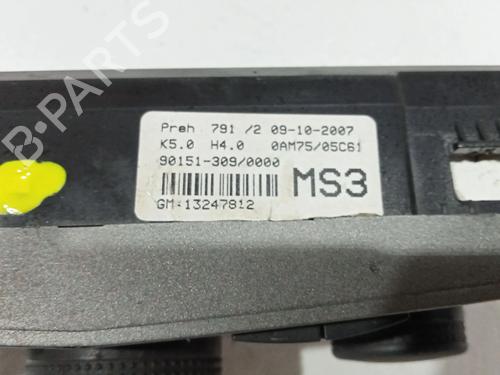 Preh 791 /2 09-10-2007
K5.0 H4.0 0AM75/05C61
90151-309/0000
MS3
GM:13247812
B-PARTS